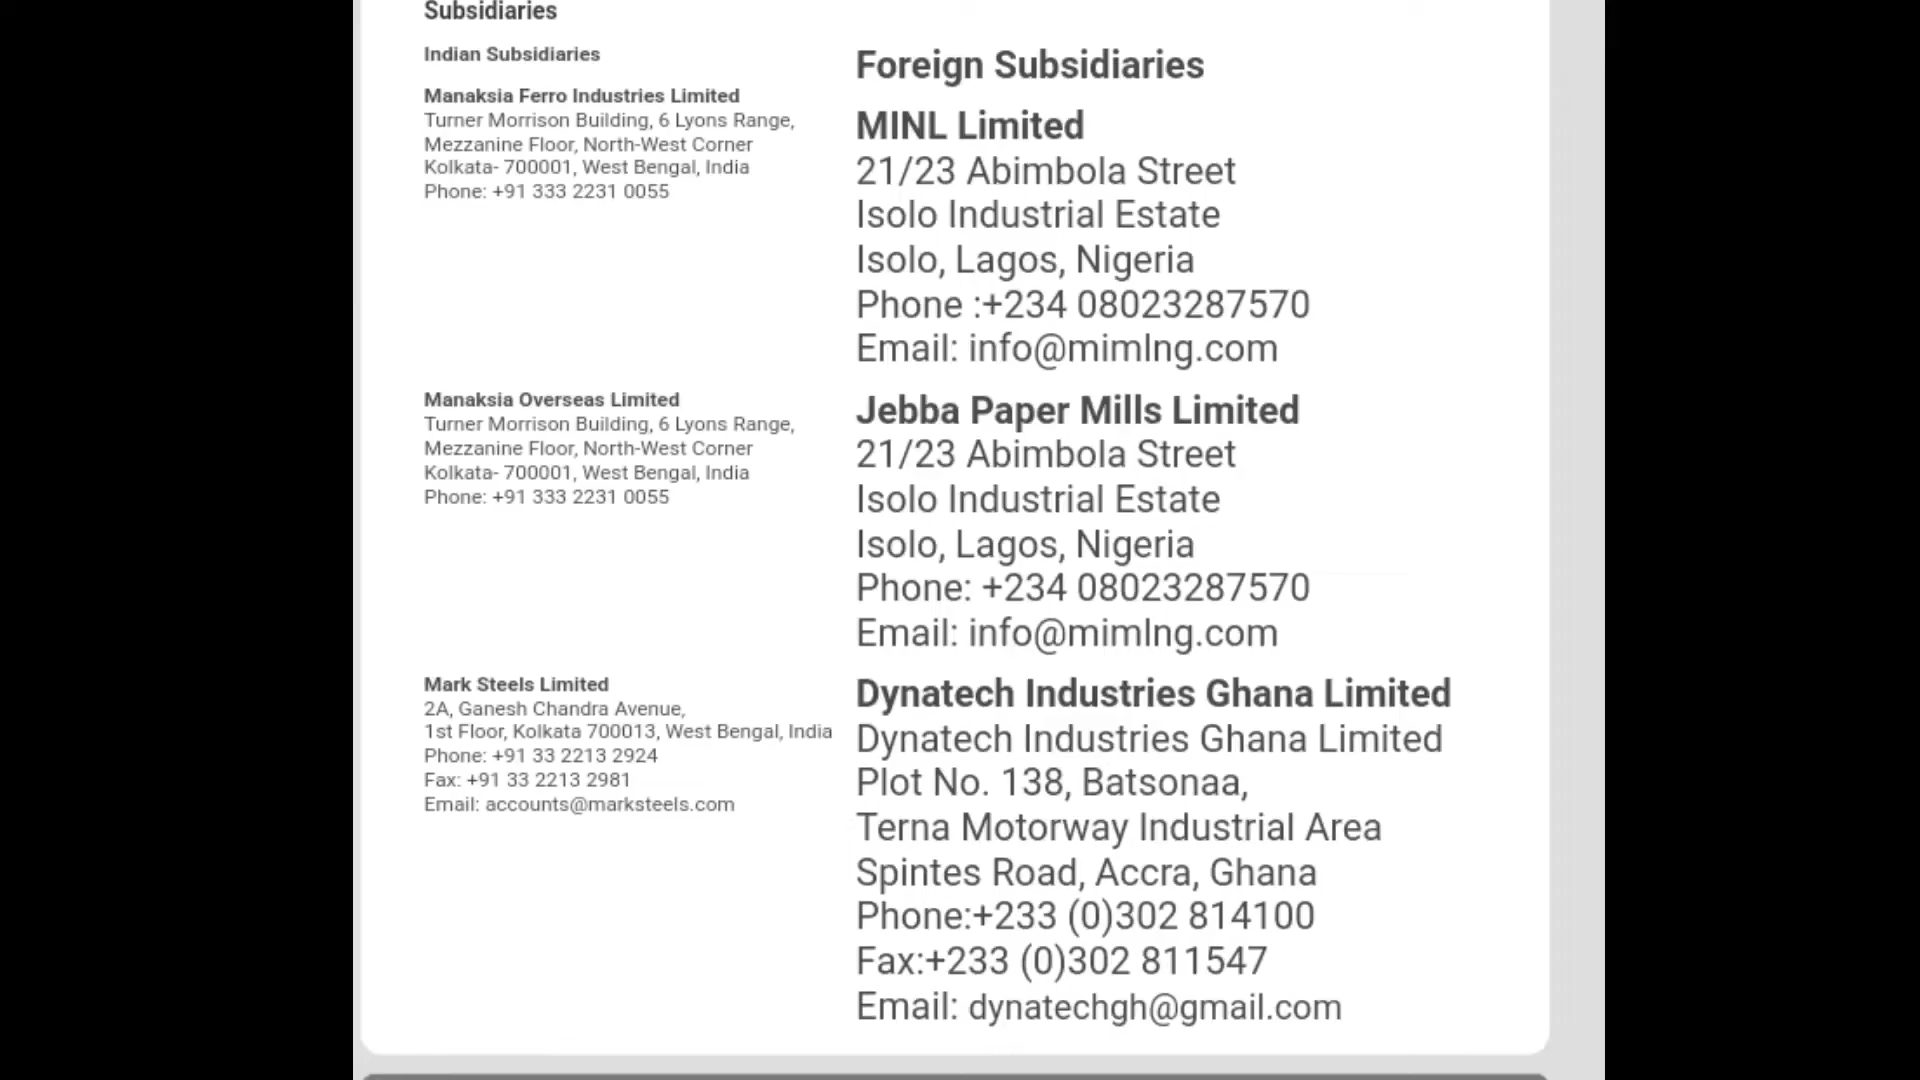 Subsidiaries
Indian Subsidiaries
Manaksia Ferro Industries Limited
Turner Morrison Building, 6 Lyons Range,
Mezzanine Floor, North-West Corner
Kolkata- 700001, West Bengal, India
Phone: +91 333 2231 0055
Manaksia Overseas Limited
Turner Morrison Building, 6 Lyons Range,
Mezzanine Floor, North-West Corner
Kolkata- 700001, West Bengal, India
Phone: +91 333 2231 0055
Mark Steels Limited
2A, Ganesh Chandra Avenue,
1st Floor, Kolkata 700013, West Bengal, India
Phone: +91 33 2213 2924
Fax: +91 33 2213 2981
Email: accounts@marksteels.com
Foreign Subsidiaries
MINL Limited
21/23 Abimbola Street
Isolo Industrial Estate
Isolo, Lagos, Nigeria
Phone :+234 08023287570
Email: info@mimlng.com
Jebba Paper Mills Limited
21/23 Abimbola Street
Isolo Industrial Estate
Isolo, Lagos, Nigeria
Phone: +234 08023287570
Email: info@mimlng.com
Dynatech Industries Ghana Limited
Dynatech Industries Ghana Limited
Plot No. 138, Batsonaa,
Terna Motorway Industrial Area
Spintes Road, Accra, Ghana
Phone:+233 (0)302 814100
Fax:+233 (0)302 811547
Email: dynatechgh@gmail.com